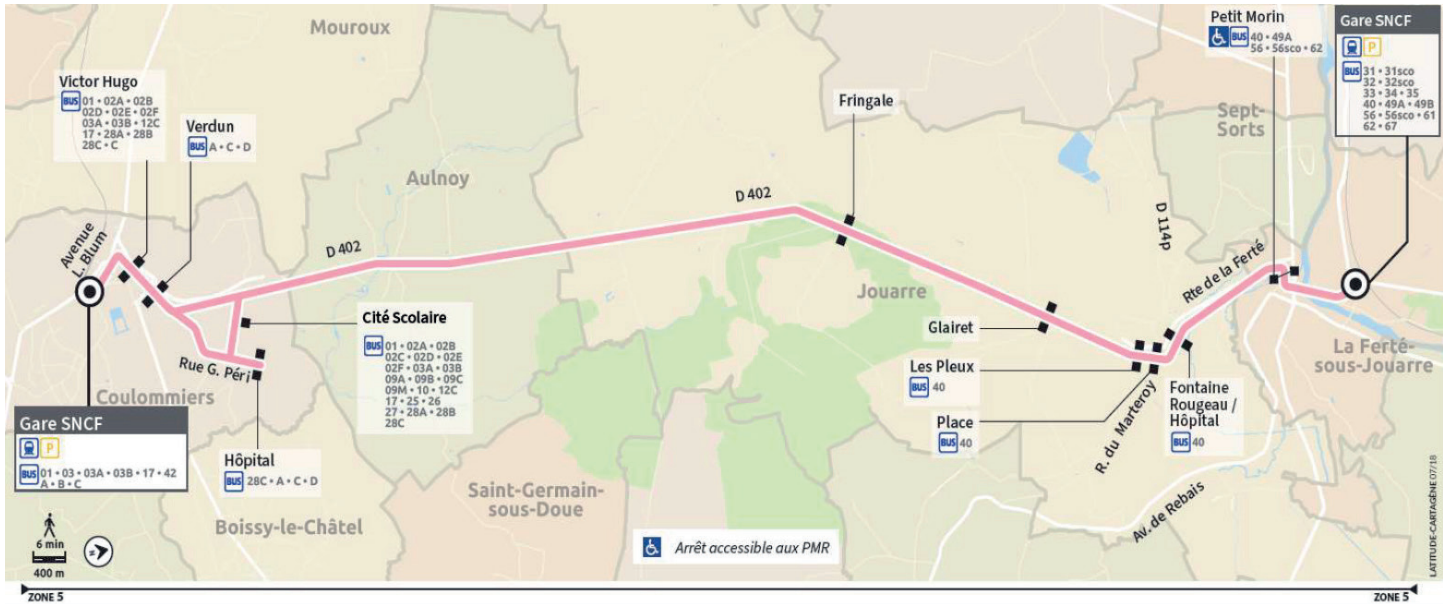 Mouroux
Victor Hugo
BUS 01 • 02A • 02B
02D • 02E • 02F
03A • 03B • 12C
17 • 28A • 28B
28C • C
Verdun
BUS A • C • D
Aulnoy
D 402
D 402
Avenue
L. Blum
Rue G. Péri
Coulommiers
Gare SNCF
P
BUS 01 • 03 • 03A • 03B • 17 • 42
A • B • C
Hôpital
BUS 28C • A • C • D
Cité Scolaire
BUS 01 • 02A • 02B
02C • 02D • 02E
02F • 03A • 03B
09A • 09B • 09C
09M • 10 • 12C
17 • 25 • 26
27 • 28A • 28B
28C
Boissy-le-Châtel
Saint-Germain-
sous-Doue
Fringale
Jouarre
Glairet
Les Pleux
BUS 40
Place
BUS 40
R. du Marteroy
Fontaine
Rougeau /
Hôpital
BUS 40
D 114p
Rte de la Ferté
Petit Morin
BUS 40 • 49A
56 • 56sco • 62
Sept-
Sorts
Gare SNCF
P
BUS 31 • 31sco
32 • 32sco
33 • 34 • 35
40 • 49A • 49B
56 • 56sco • 61
62 • 67
La Ferté-
sous-Jouarre
Av. de Rebais
6 min
400 m
N
Arrêt accessible aux PMR
LATITUDE-CARTAGÈNE 07/18
ZONE 5
ZONE 5